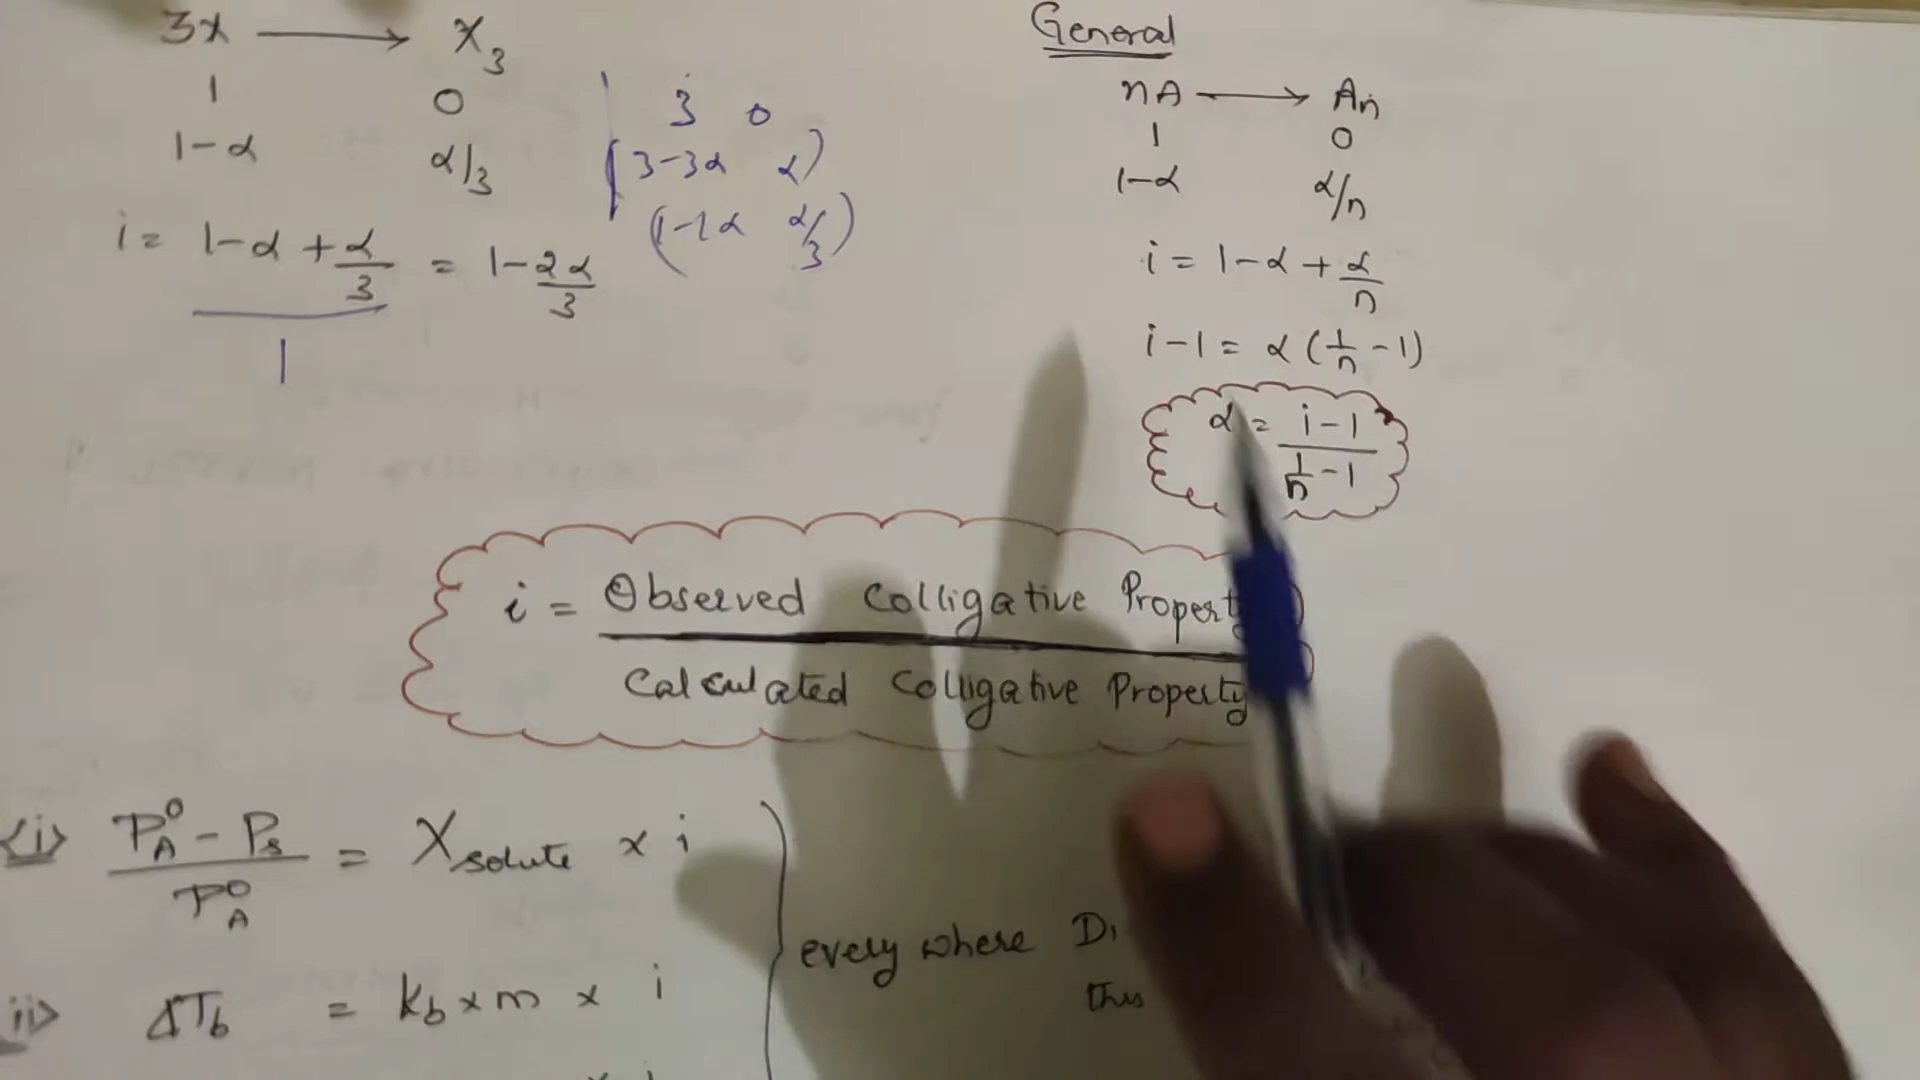 3x ⟶ X₃
1 0
1-α α/3
i = (1-α + α/3)/1 = 1 - 2α/3
3 0
(3-3α α)
(1-1α α/3)
General
nA ⟶ An
1 0
1-α α/n
i = 1-α + α/n
i-1 = α (1/n - 1)
α = (i-1)/(1/n - 1)
i = Observed Colligative Property
Calculated Colligative Property
<i> (P°A - Ps)/P°A = Xsolute × i
ii> ΔTb = Kb × m × i
× i
every where
this